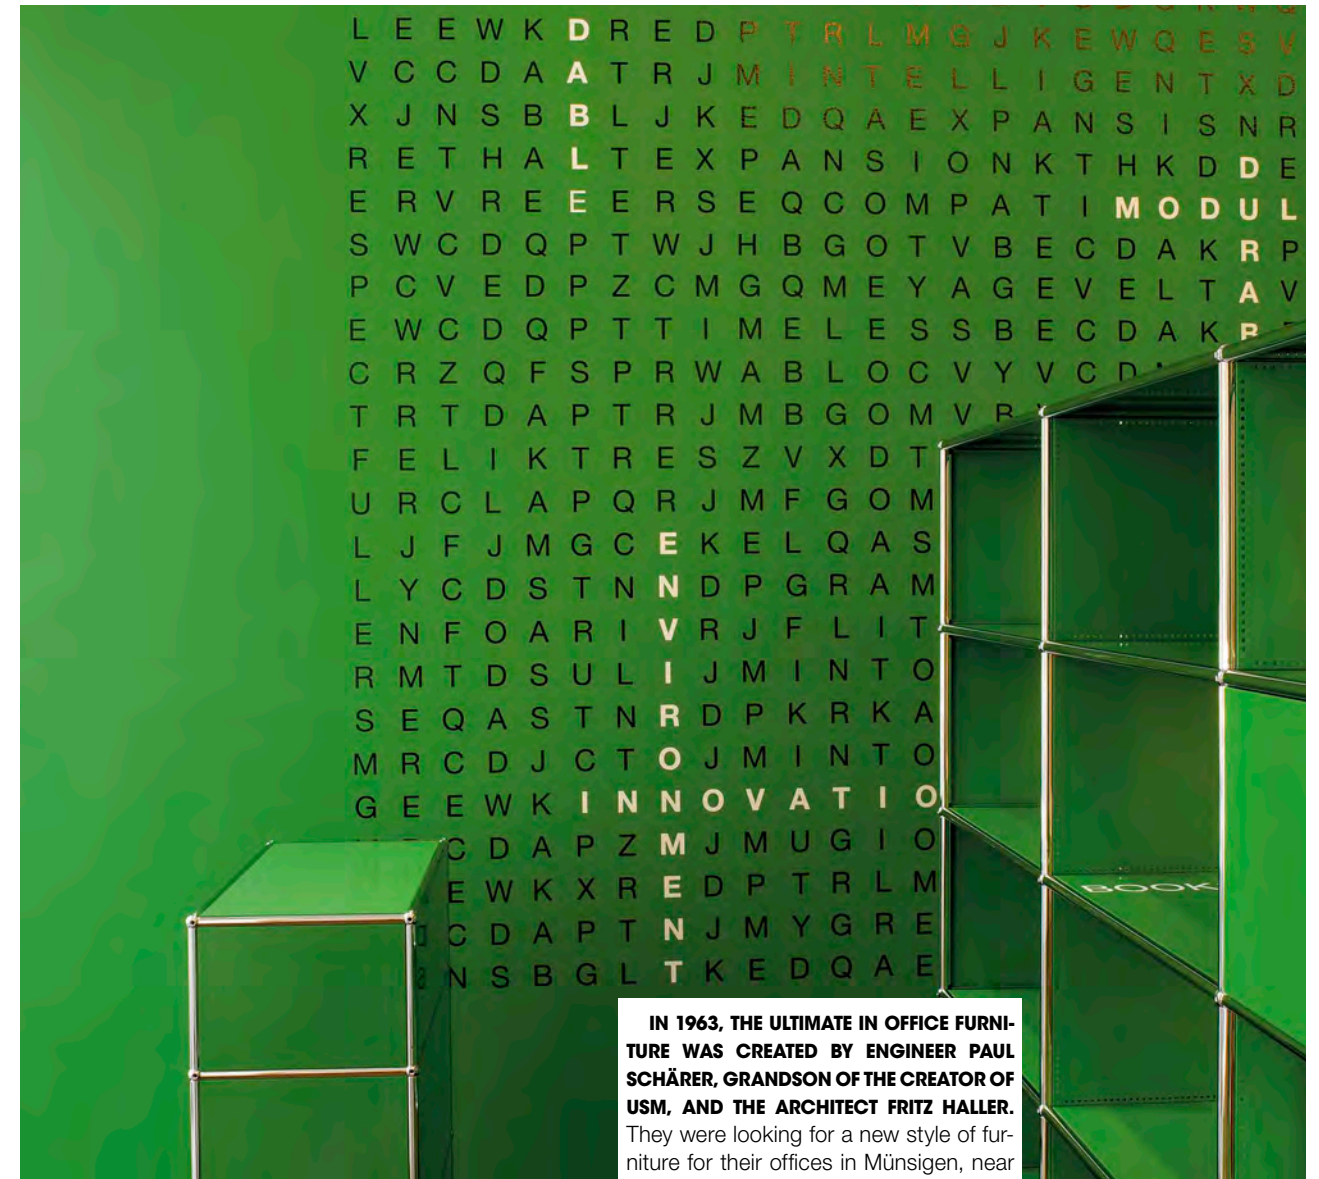 L E E W K D R E D P T R L M G J K E W Q E S V
V C C D A A T R J M I N T E L L I G E N T X D
X J N S B B L J K E D Q A E X P A N S I S N R
R E T H A L T E X P A N S I O N K T H K D D E
E R V R E E E R S E Q C O M P A T I M O D U L
S W C D Q P T W J H B G O T V B E C D A K R P
P C V E D P Z C M G Q M E Y A G E V E L T A V
E W C D Q P T T I M E L E S S B E C D A K B
C R Z Q F S P R W A B L O C V Y V C D
T R T D A P T R J M B G O M V B
F E L I K T R E S Z V X D T
U R C L A P Q R J M F G O M
L J F J M G C E K E L Q A S
L Y C D S T N N D P G R A M
E N F O A R I V R J F L I T
R M T D S U L I J M I N T O
S E Q A S T N R D P K R K A
M R C D J C T O J M I N T O
G E E W K I N N O V A T I O
C D A P Z M J M U G I O
E W K X R E D P T R L M
C D A P T N J M Y G R E
N S B G L T K E D Q A E
BOOK
IN 1963, THE ULTIMATE IN OFFICE FURNI-
TURE WAS CREATED BY ENGINEER PAUL
SCHÄRER, GRANDSON OF THE CREATOR OF
USM, AND THE ARCHITECT FRITZ HALLER.
They were looking for a new style of fur-
niture for their offices in Münsigen, near